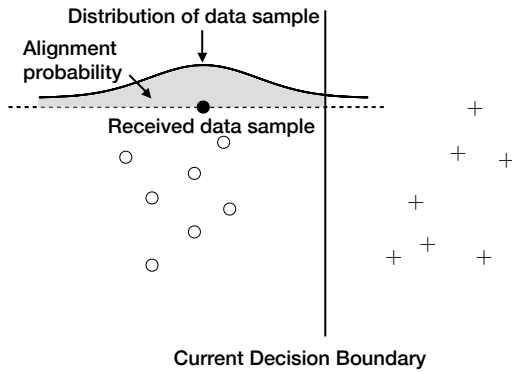 Distribution of data sample
Alignment
probability
Received data sample
Current Decision Boundary